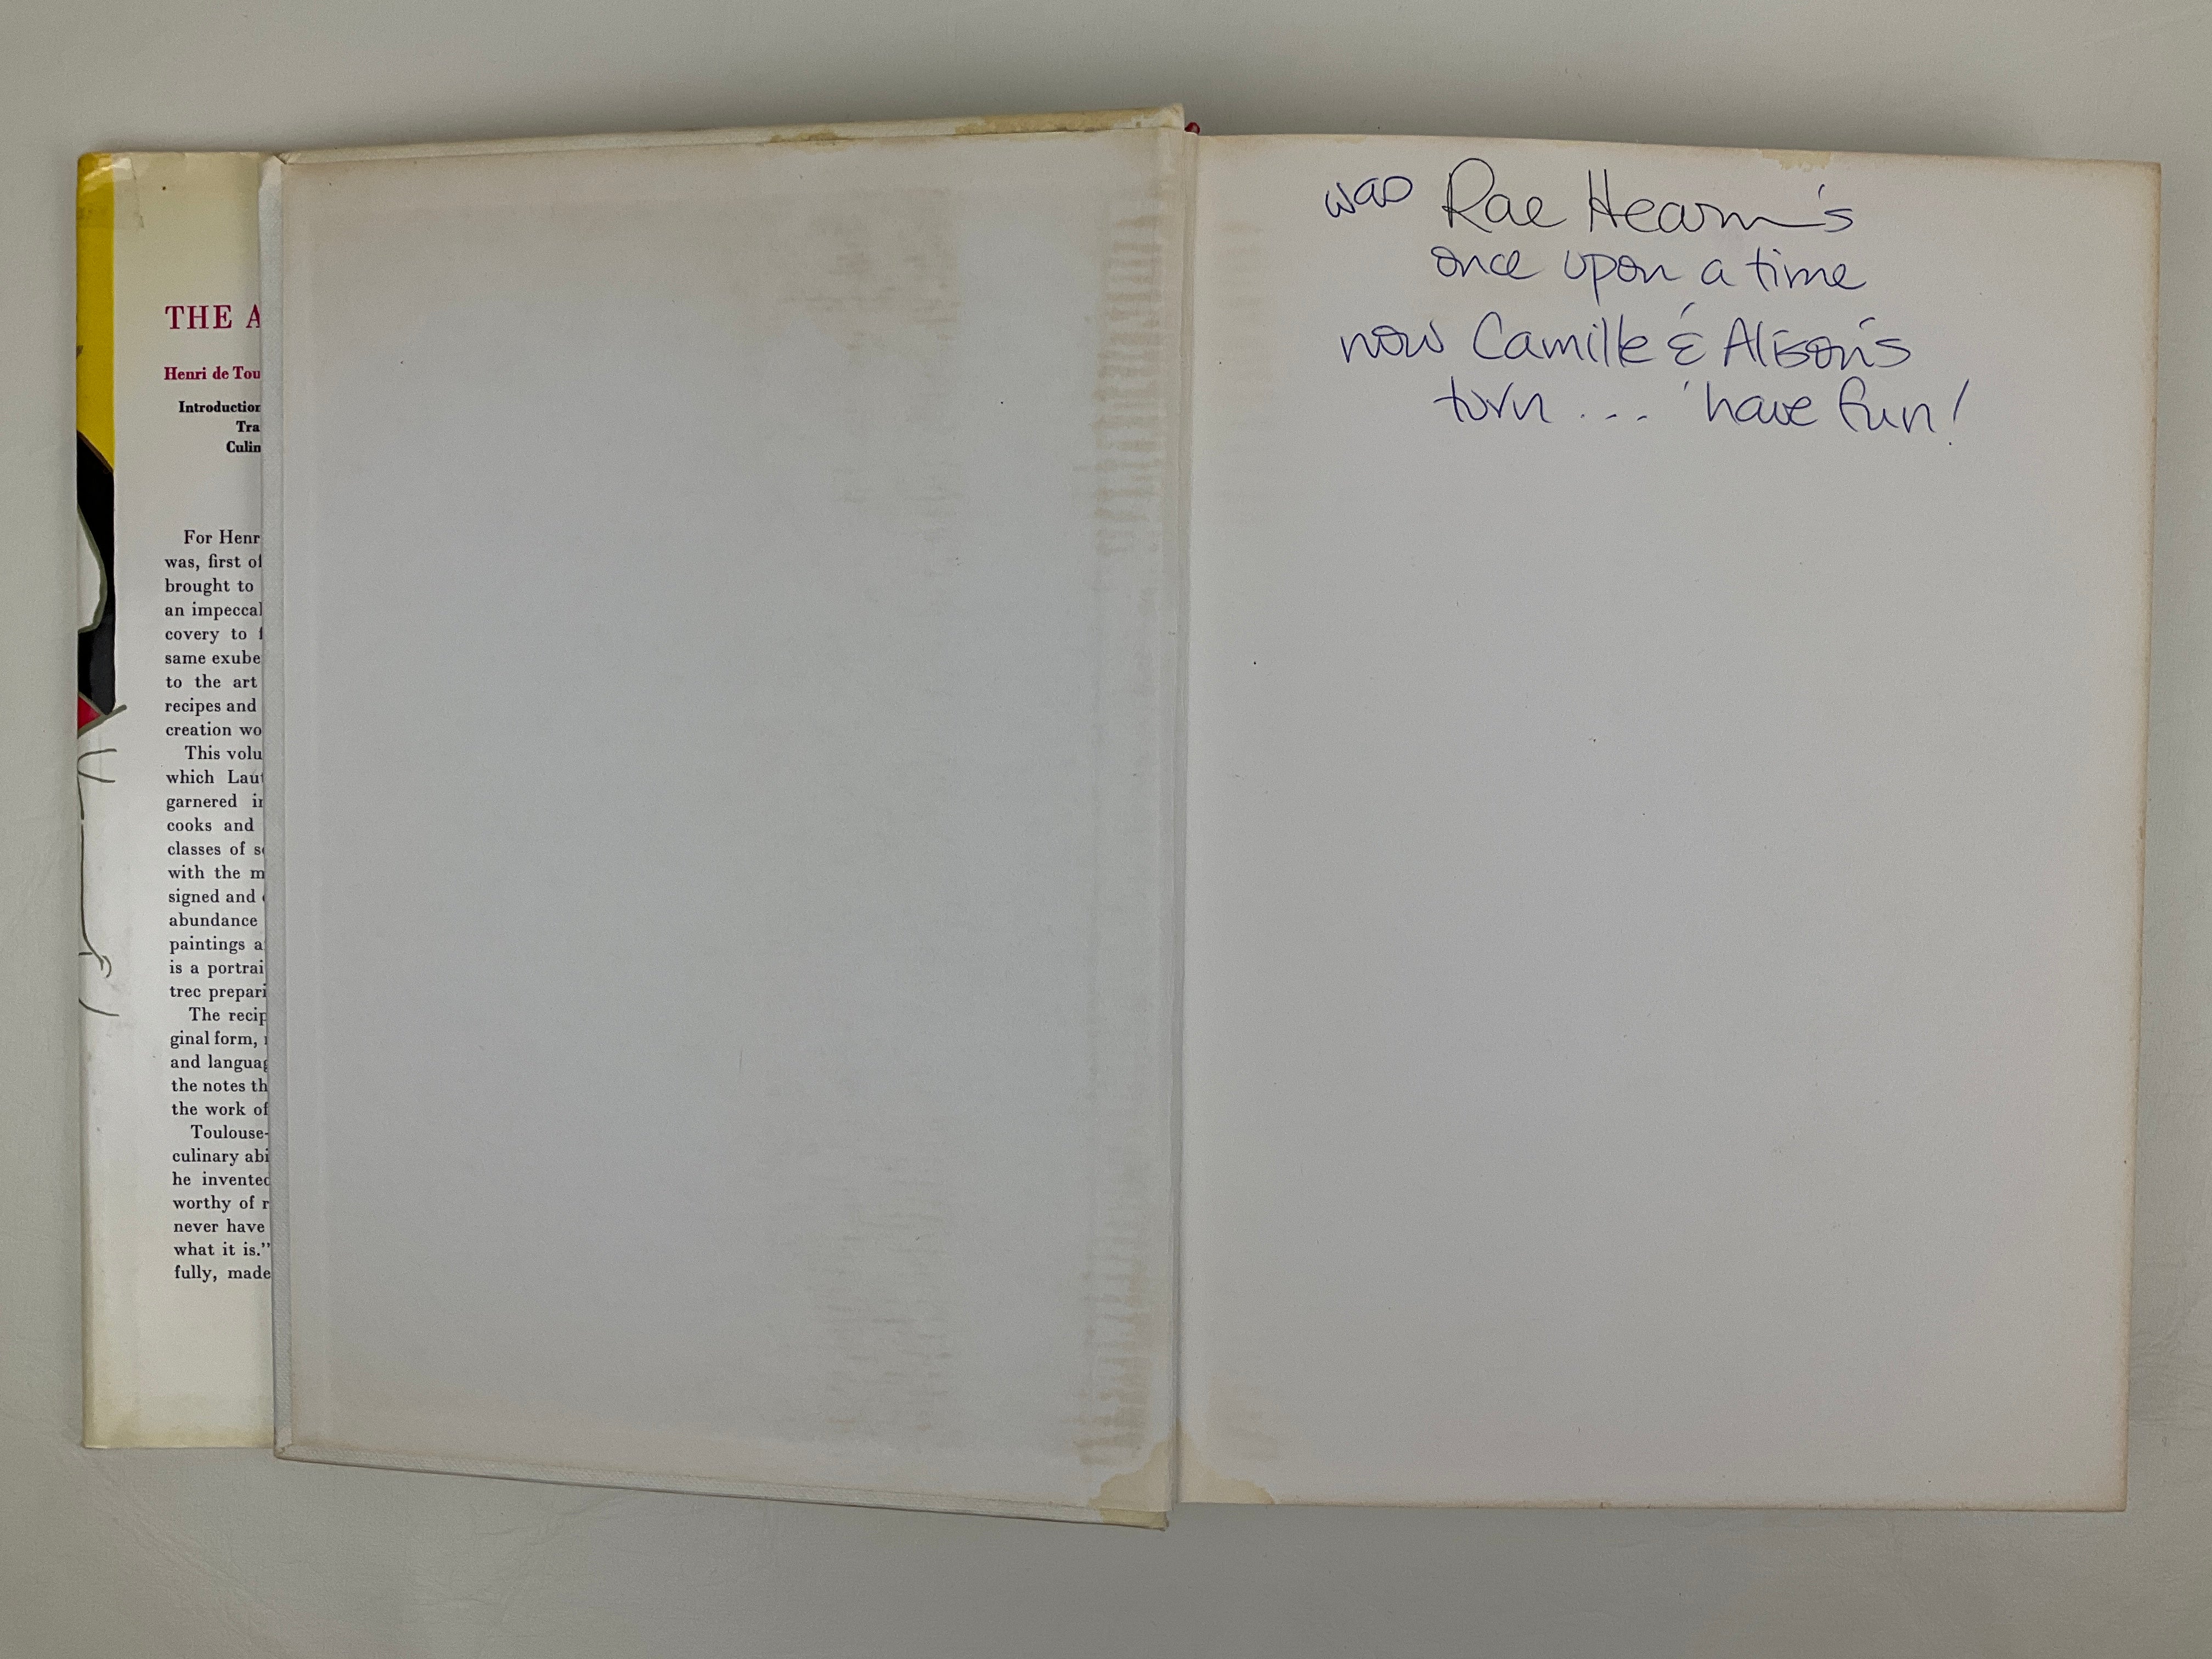 THE A
Henri de Tou
Introduction
Tra
Culin
For Henr
was, first of
brought to
an impeccal
covery to f
same exube
to the art
recipes and
creation wo
This volu
which Laut
garnered in
cooks and
classes of so
with the m
signed and
abundance
paintings a
is a portrai
trec prepari
The recip
ginal form,
and languag
the notes th
the work of
Toulouse-
culinary abi
he invented
worthy of r
never have
what it is."
fully, made
was Rae Hearn's
once upon a time
now Camille & Alison's
turn ... have fun!